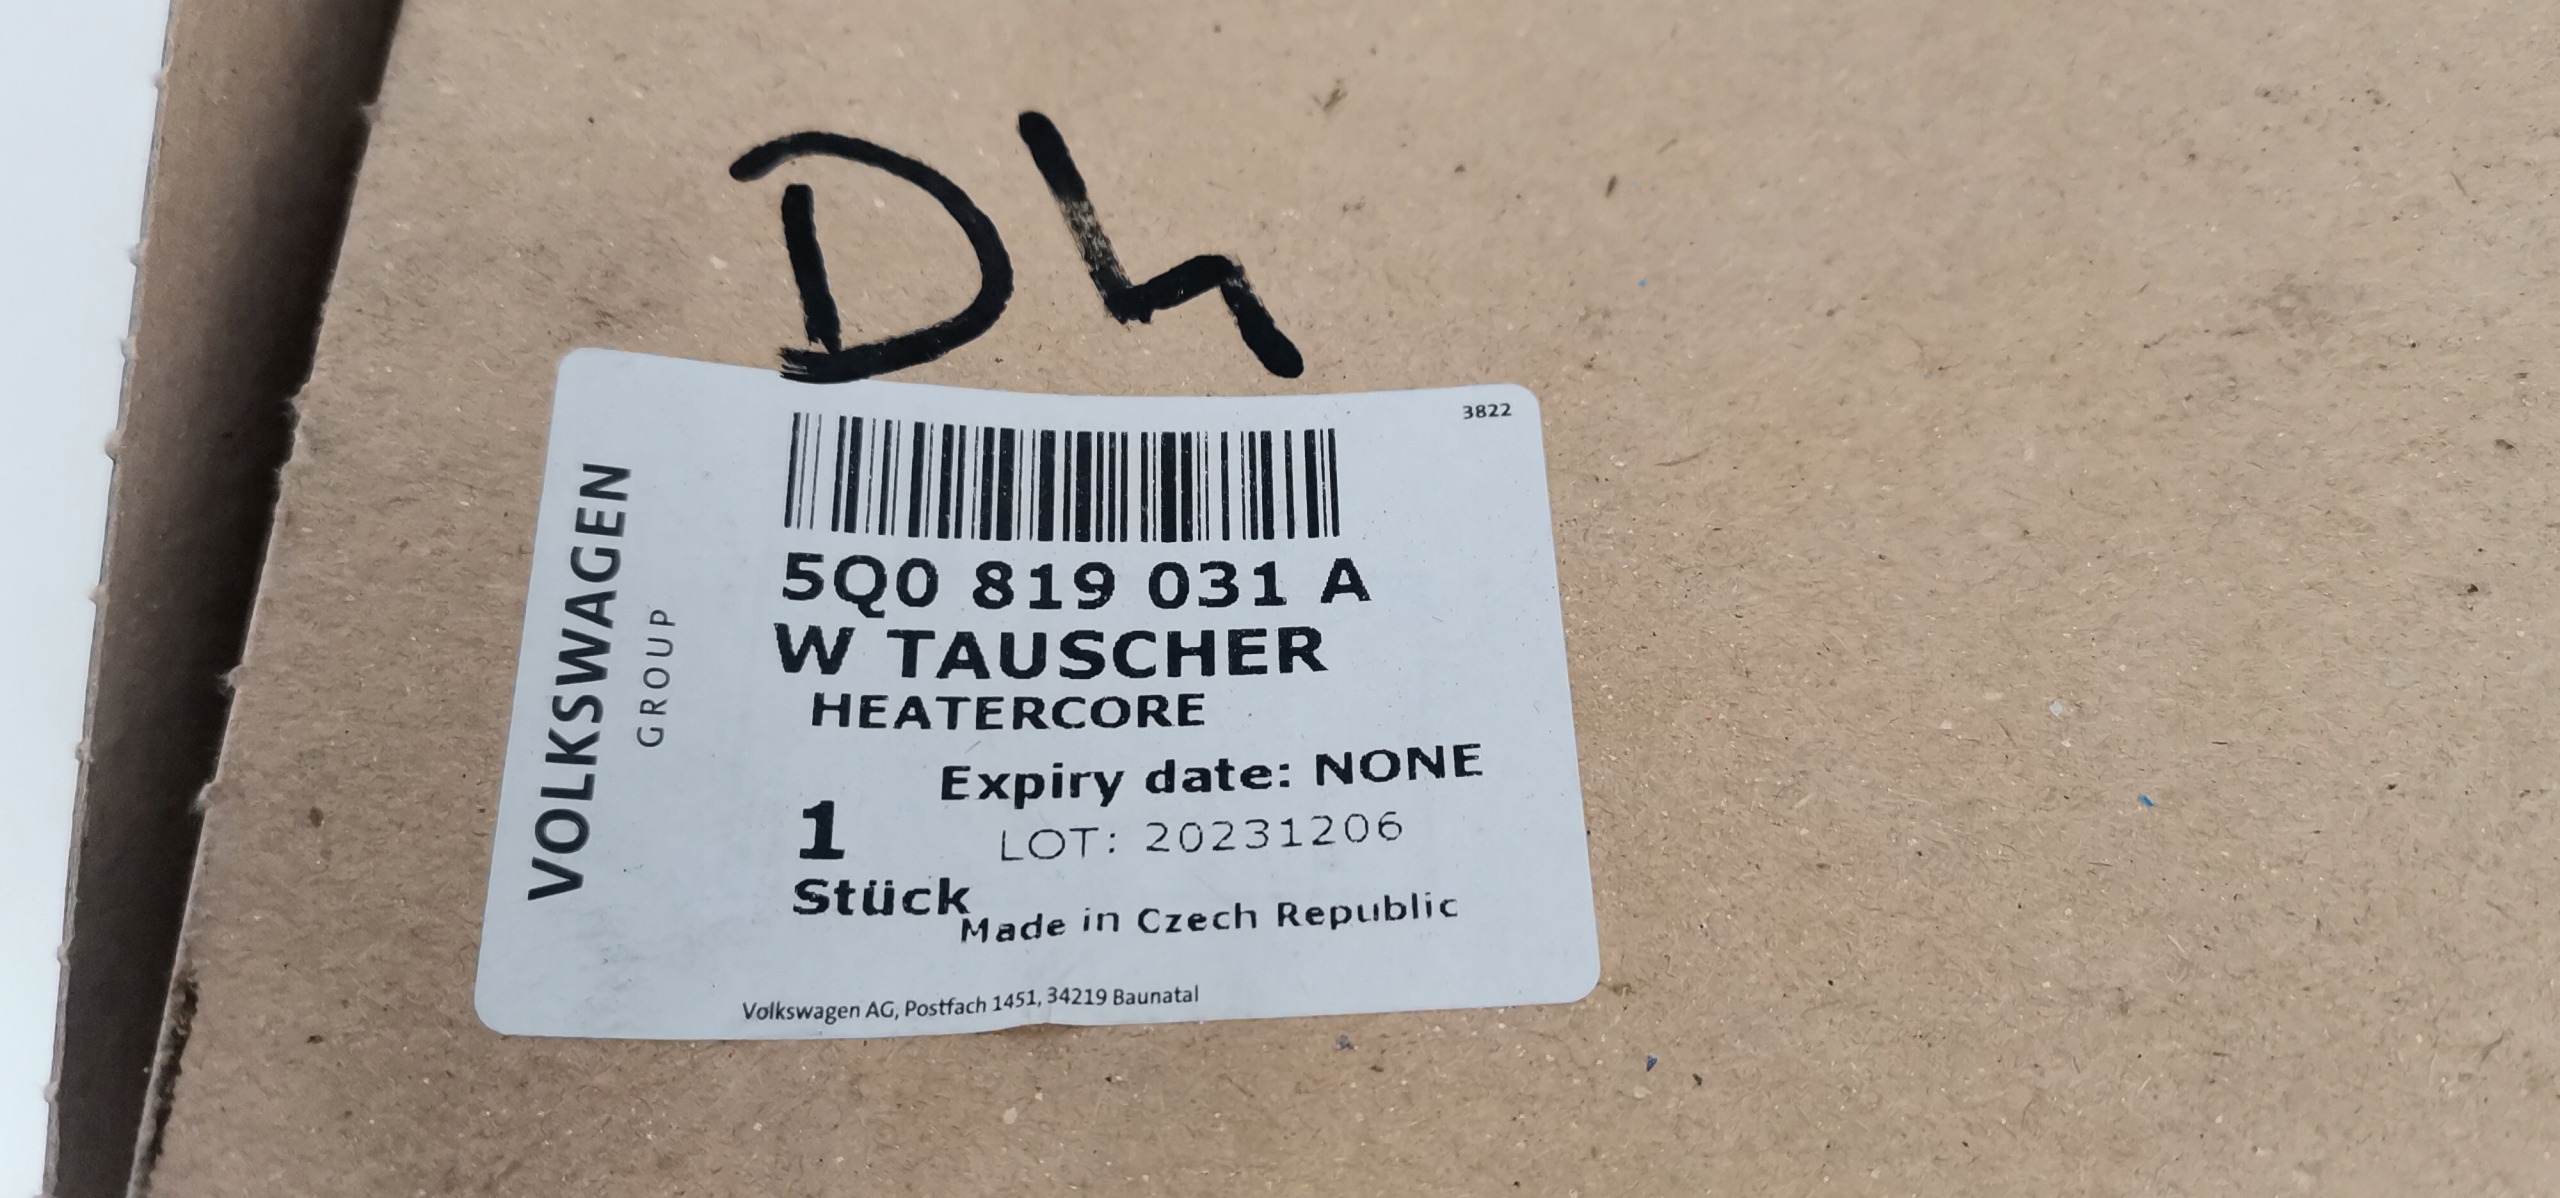 Dh
3822
VOLKSWAGEN
GROUP
5Q0 819 031 A
W TAUSCHER
HEATERCORE
Expiry date: NONE
1
LOT: 20231206
Stück
Made in Czech Republic
Volkswagen AG, Postfach 1451, 34219 Baunatal